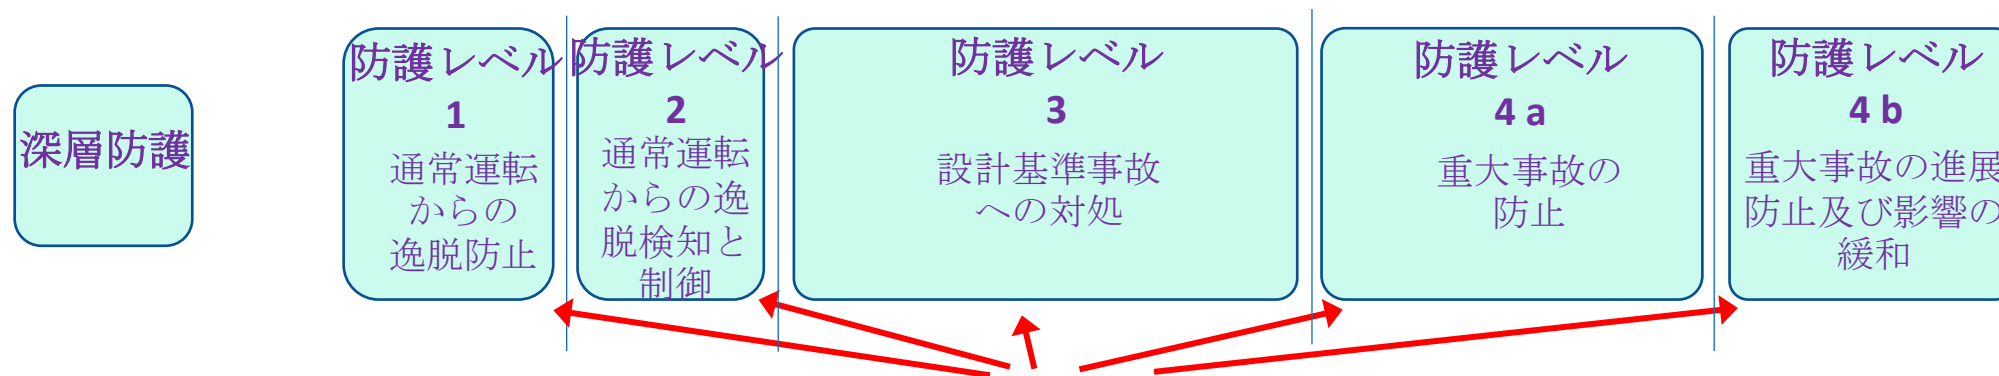 深層防護
防護レベル
1
通常運転
からの
逸脱防止
防護レベル
2
通常運転
からの逸
脱検知と
制御
防護レベル
3
設計基準事故
への対処
防護レベル
4 a
重大事故の
防止
防護レベル
4 b
重大事故の進展
防止及び影響の
緩和